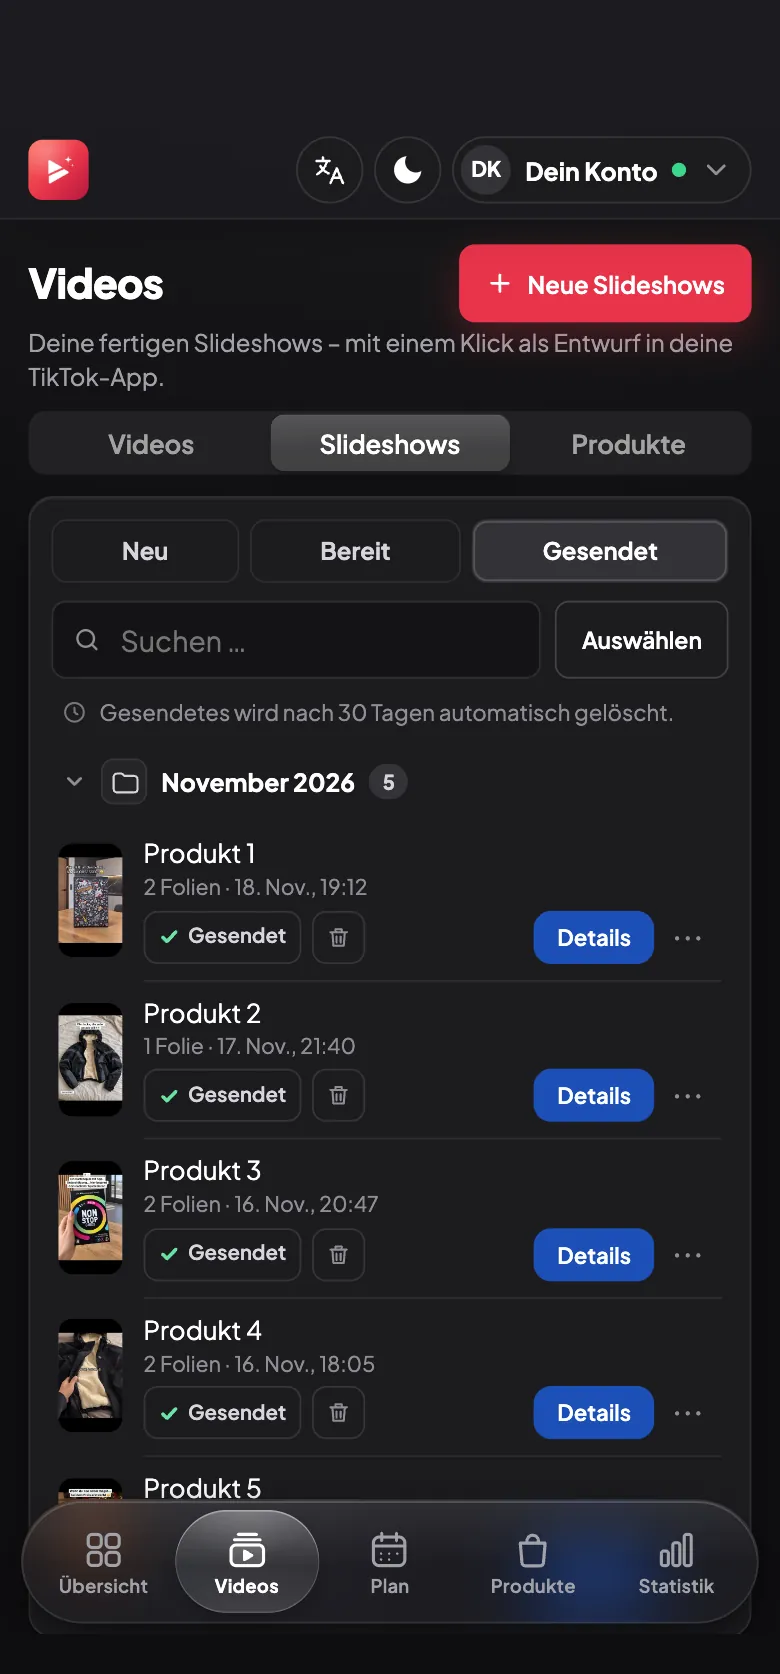 DK Dein Konto
Videos
+ Neue Slideshows
Deine fertigen Slideshows – mit einem Klick als Entwurf in deine
TikTok-App.
Videos Slideshows Produkte
Neu Bereit Gesendet
Suchen ... Auswählen
Gesendetes wird nach 30 Tagen automatisch gelöscht.
November 2026 5
Produkt 1
2 Folien · 18. Nov., 19:12
Gesendet Details ...
Produkt 2
1 Folie · 17. Nov., 21:40
Gesendet Details ...
Produkt 3
2 Folien · 16. Nov., 20:47
NON
STOP
Gesendet Details ...
Produkt 4
2 Folien · 16. Nov., 18:05
Gesendet Details ...
Produkt 5
Übersicht Videos Plan Produkte Statistik